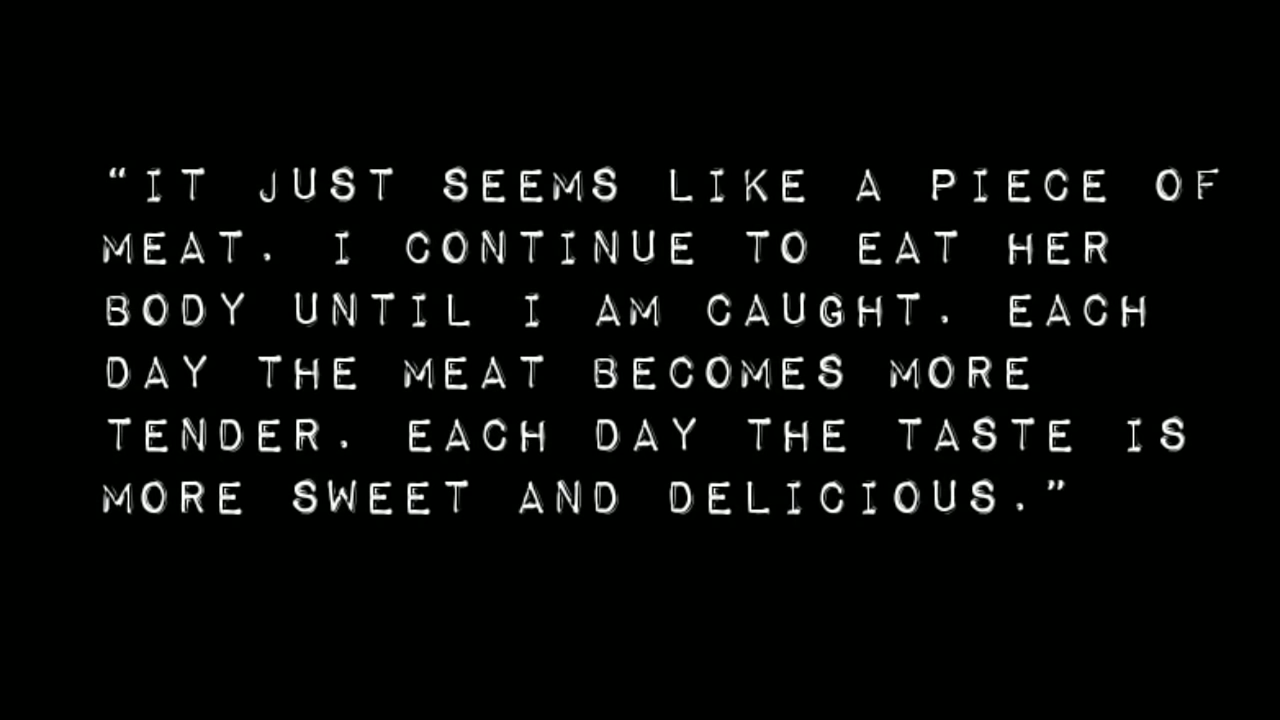 “IT JUST SEEMS LIKE A PIECE OF
MEAT. I CONTINUE TO EAT HER
BODY UNTIL I AM CAUGHT. EACH
DAY THE MEAT BECOMES MORE
TENDER. EACH DAY THE TASTE IS
MORE SWEET AND DELICIOUS.”